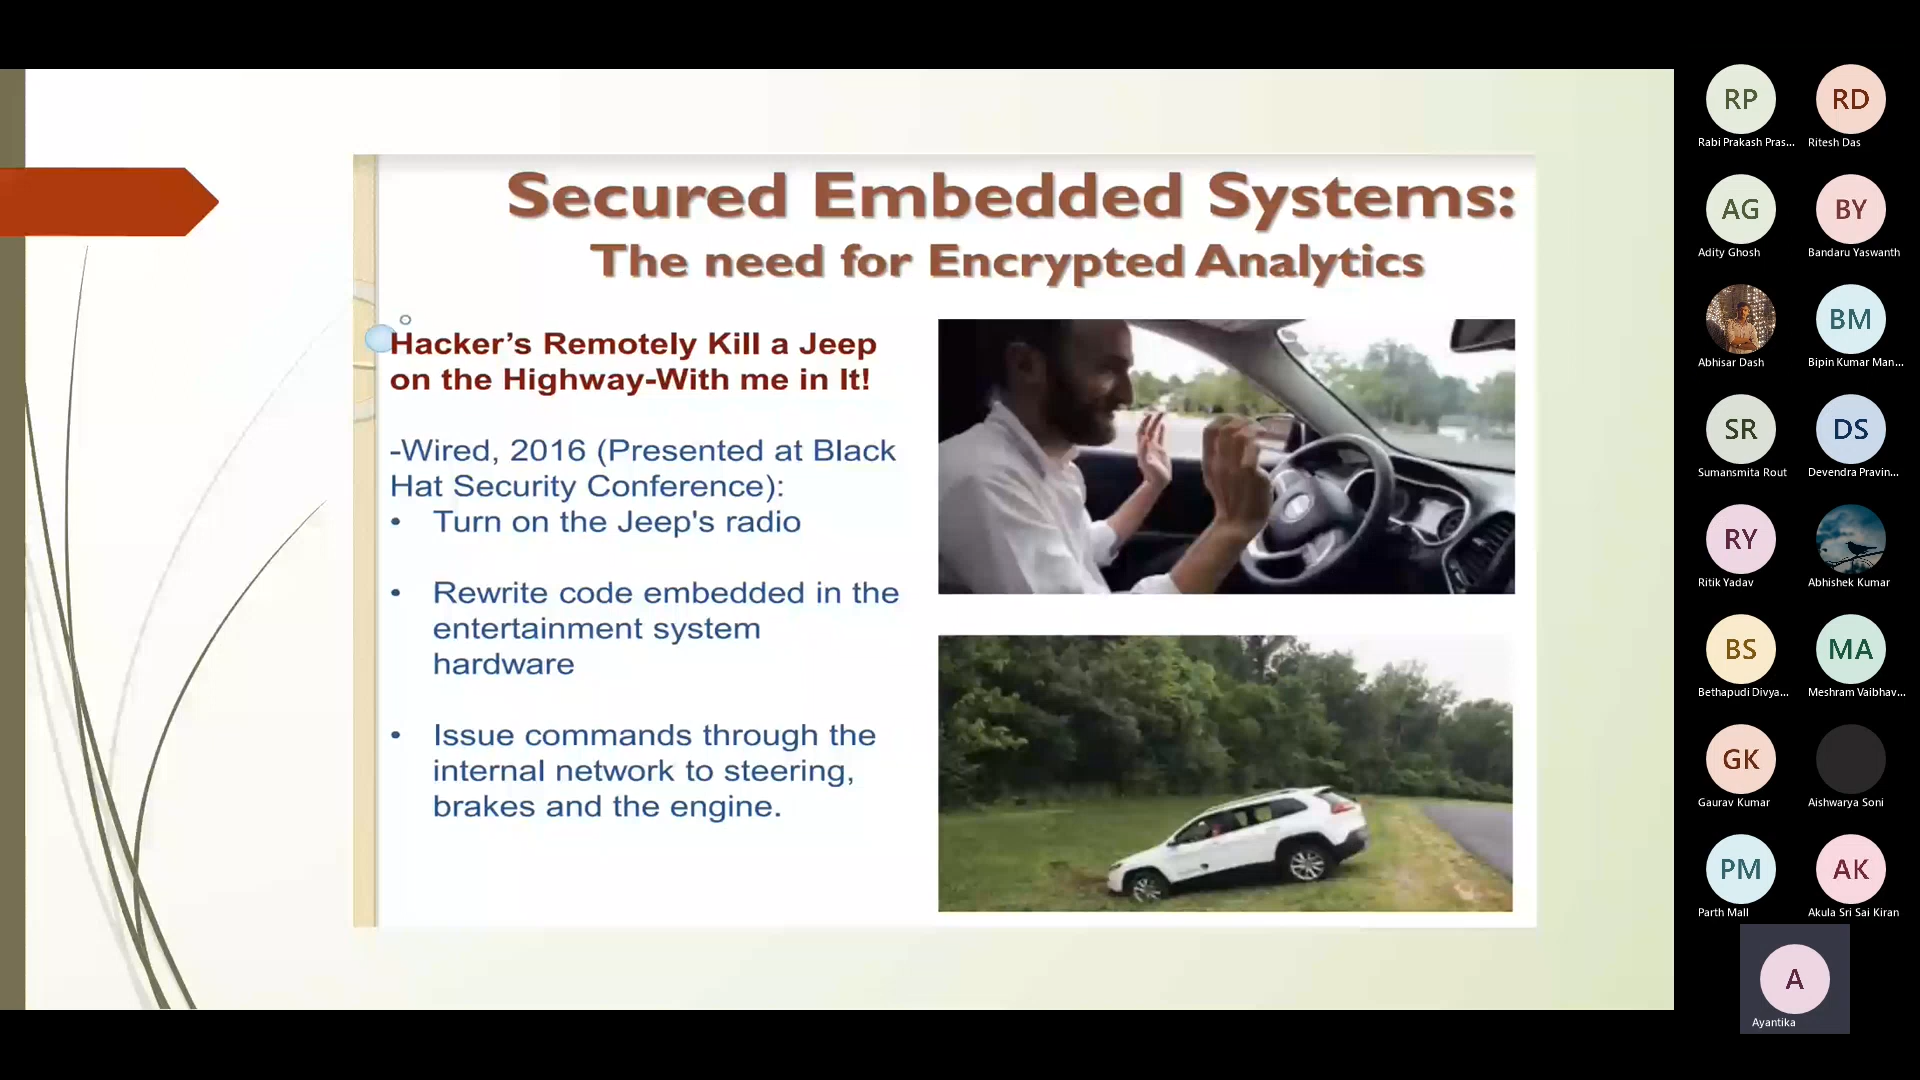 Secured Embedded Systems:
The need for Encrypted Analytics
Hacker's Remotely Kill a Jeep
on the Highway-With me in It!
-Wired, 2016 (Presented at Black
Hat Security Conference):
• Turn on the Jeep's radio
• Rewrite code embedded in the
entertainment system
hardware
• Issue commands through the
internal network to steering,
brakes and the engine.
RP
RD
Rabi Prakash Pras...
Ritesh Das
AG
BY
Adity Ghosh
Bandaru Yaswanth
BM
Abhisar Dash
Bipin Kumar Man...
SR
DS
Sumansmita Rout
Devendra Pravin...
RY
Ritik Yadav
Abhishek Kumar
BS
MA
Bethapudi Divya...
Meshram Vaibhav...
GK
Gaurav Kumar
Aishwarya Soni
PM
AK
Parth Mall
Akula Sri Sai Kiran
A
Ayantika